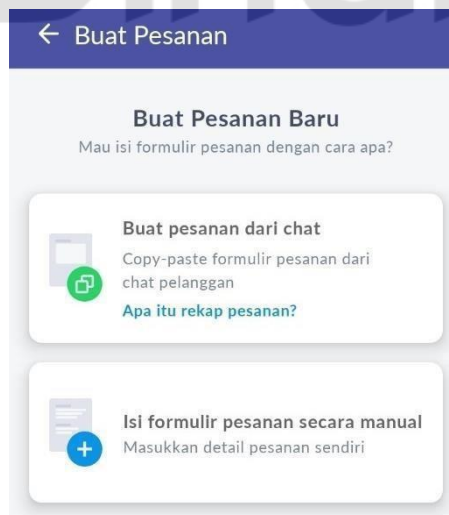 Buat Pesanan
Buat Pesanan Baru
Mau isi formulir pesanan dengan cara apa?
Buat pesanan dari chat
Copy-paste formulir pesanan dari
chat pelanggan
Apa itu rekap pesanan?
Isi formulir pesanan secara manual
Masukkan detail pesanan sendiri